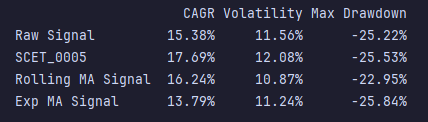 CAGR Volatility Max Drawdown
Raw Signal 15.38% 11.56% -25.22%
SCET_0005 17.69% 12.08% -25.53%
Rolling MA Signal 16.24% 10.87% -22.95%
Exp MA Signal 13.79% 11.24% -25.84%